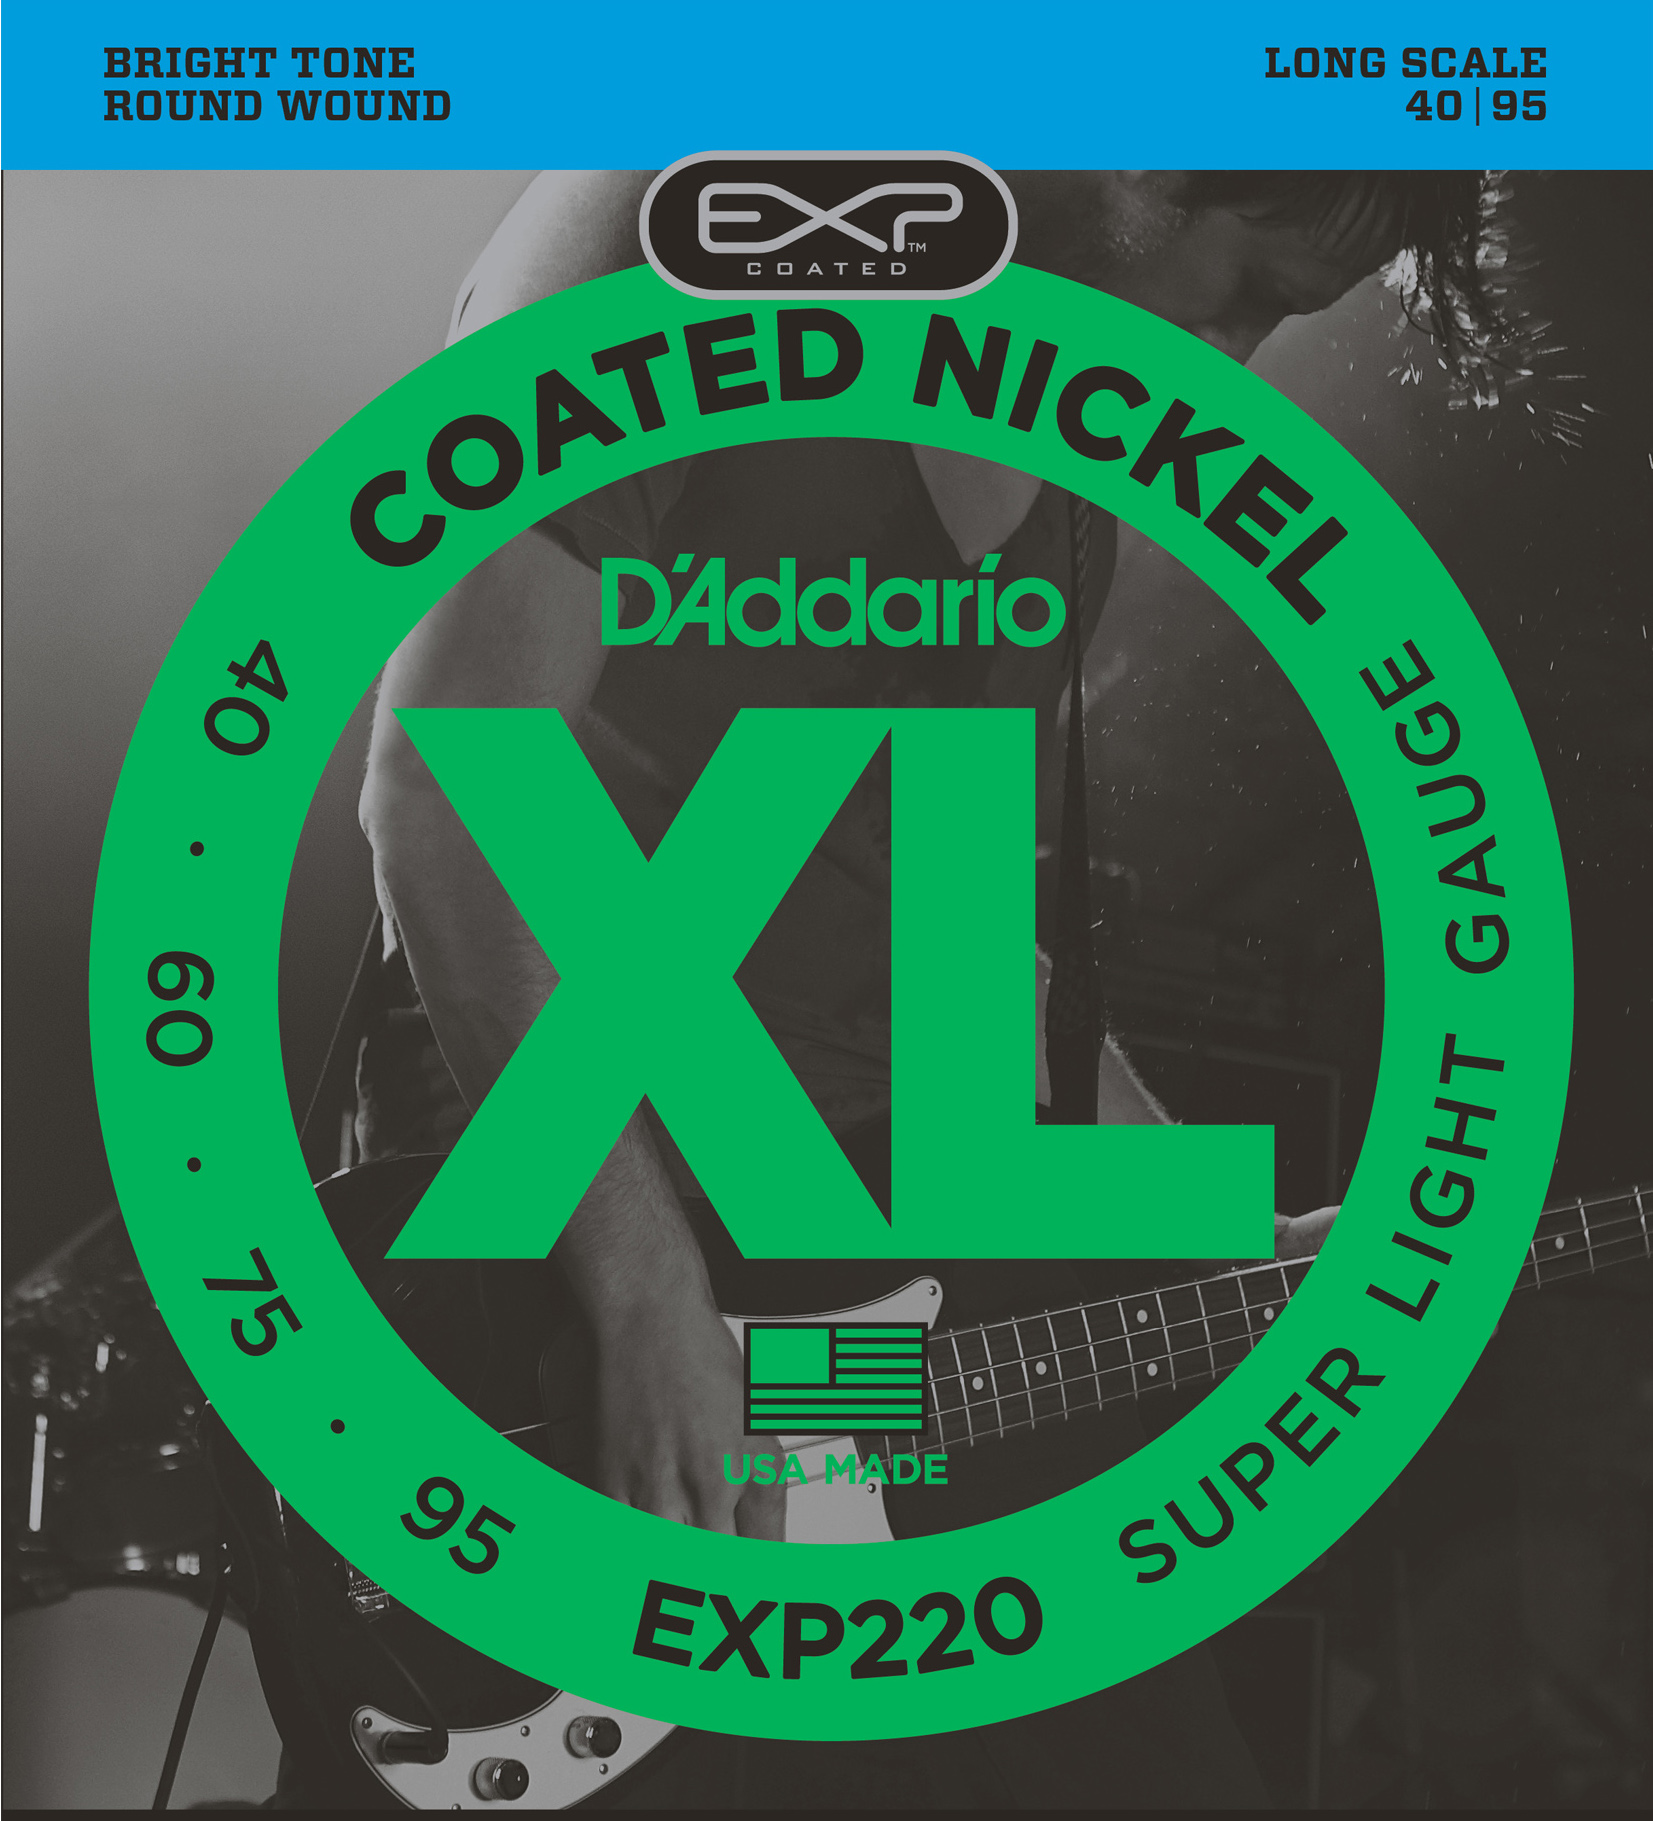 BRIGHT TONE
ROUND WOUND
LONG SCALE
40|95
EXP™
COATED
COATED NICKEL
D'Addario
XL
40 · 60 · 75 · 95
SUPER LIGHT GAUGE
USA MADE
EXP220